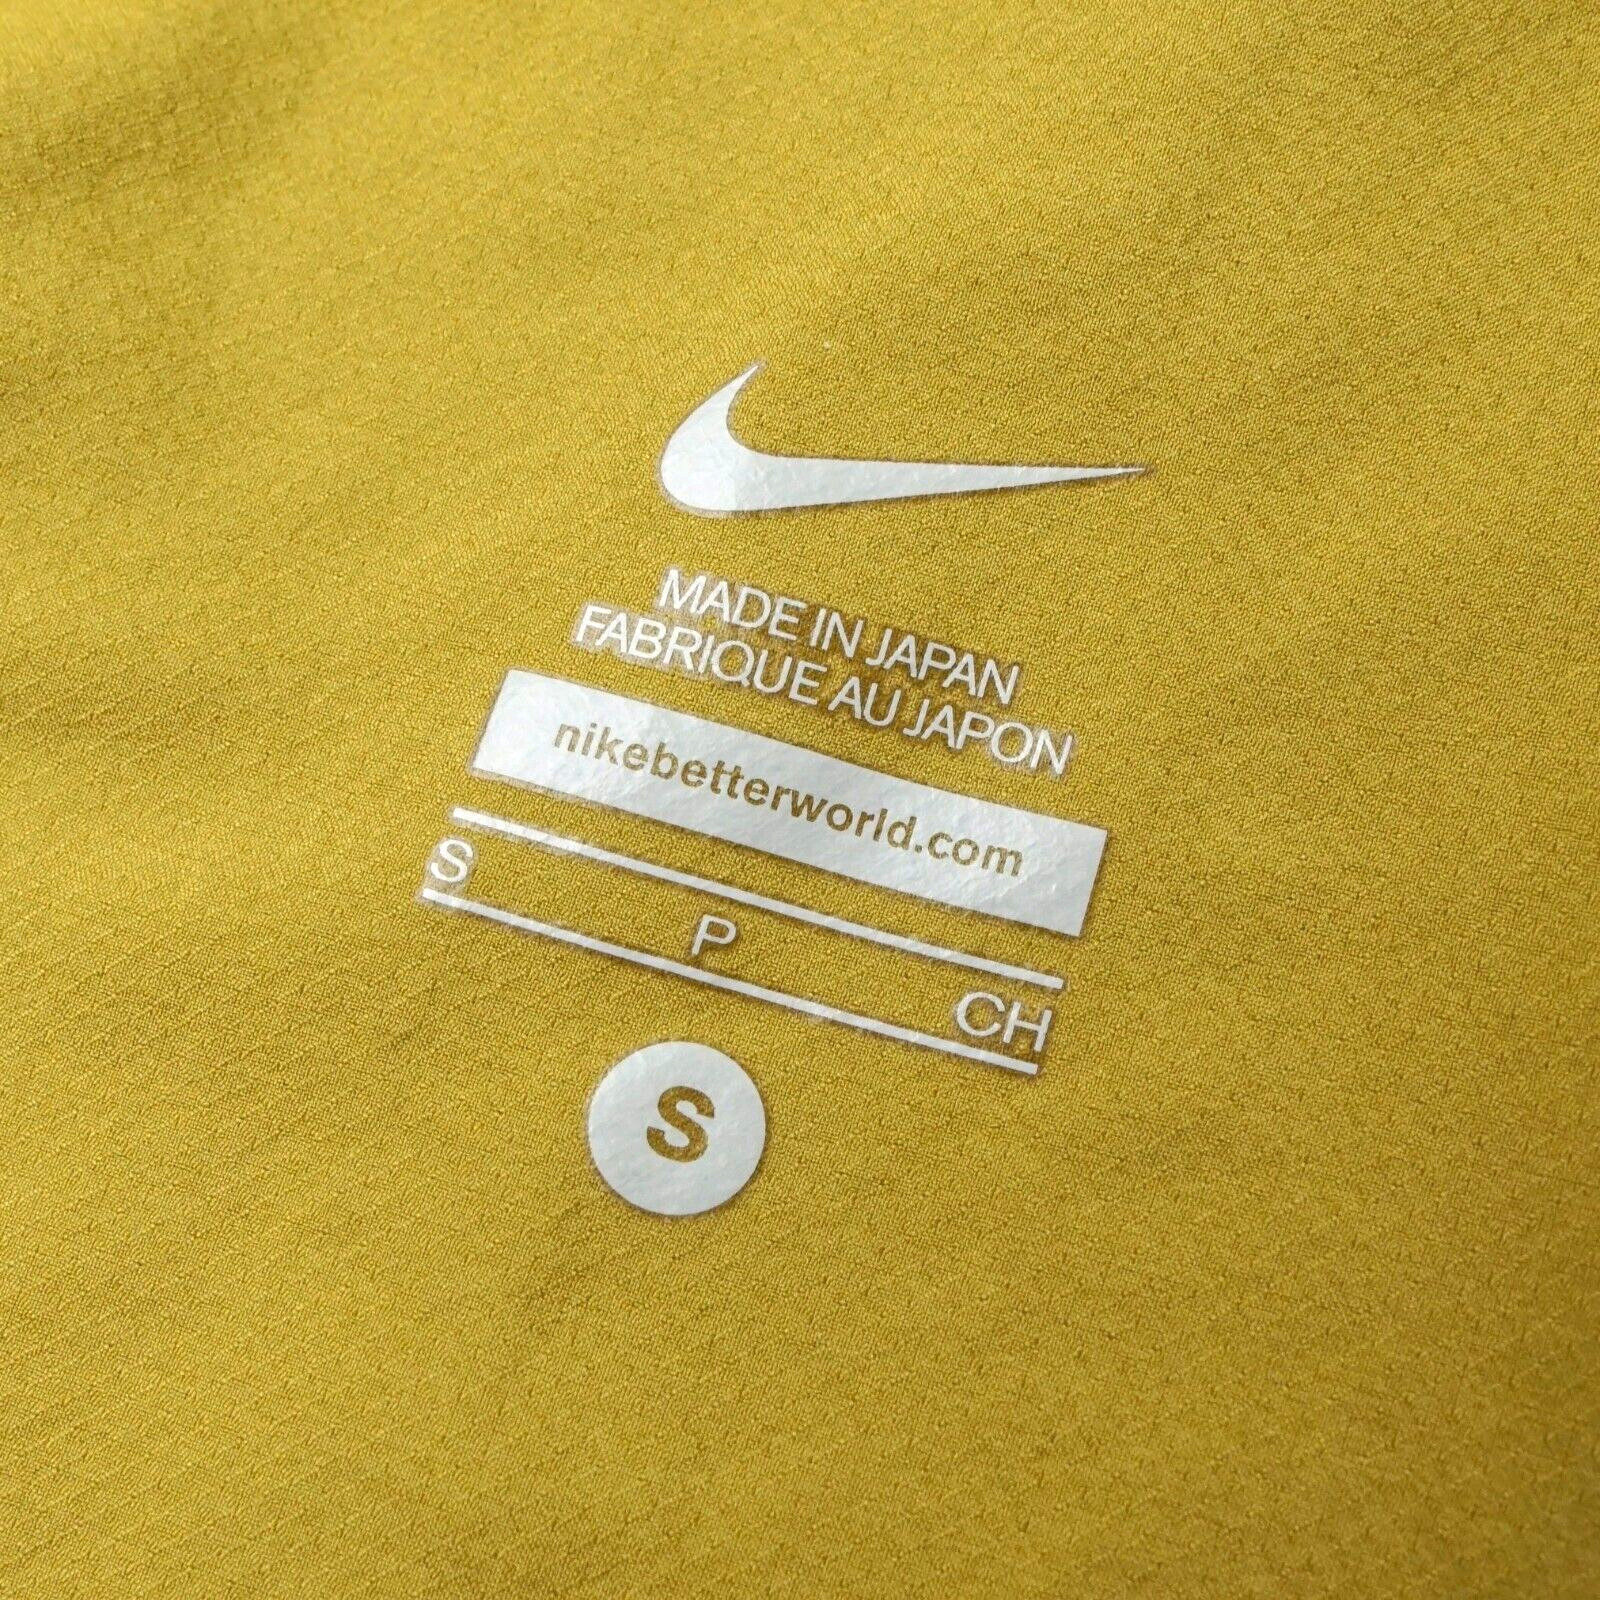 MADE IN JAPAN
FABRIQUE AU JAPON
nikebetterworld.com
S P CH
S